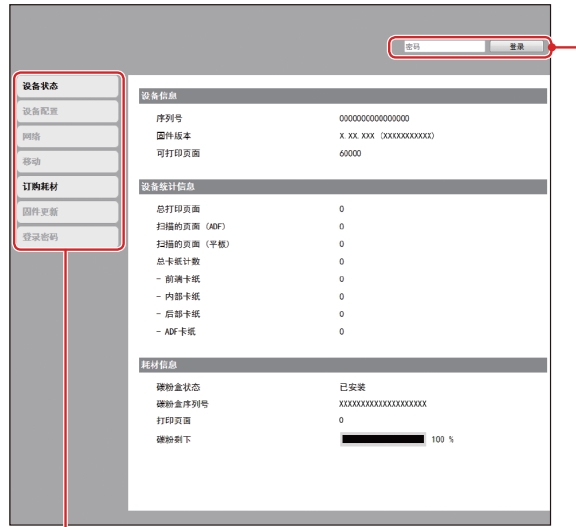 密码 登录
设备状态
设备配置
网络
移动
订购耗材
固件更新
登录密码
设备信息
序列号 0000000000000000
固件版本 X.XX.XXX (XXXXXXXXXXX)
可打印页面 60000
设备统计信息
总打印页面 0
扫描的页面 (ADF) 0
扫描的页面 (平板) 0
总卡纸计数 0
- 前端卡纸 0
- 内部卡纸 0
- 后部卡纸 0
- ADF卡纸 0
耗材信息
碳粉盒状态 已安装
碳粉盒序列号 XXXXXXXXXXXXXXXXXXXX
打印页面 0
碳粉剩下 100 %